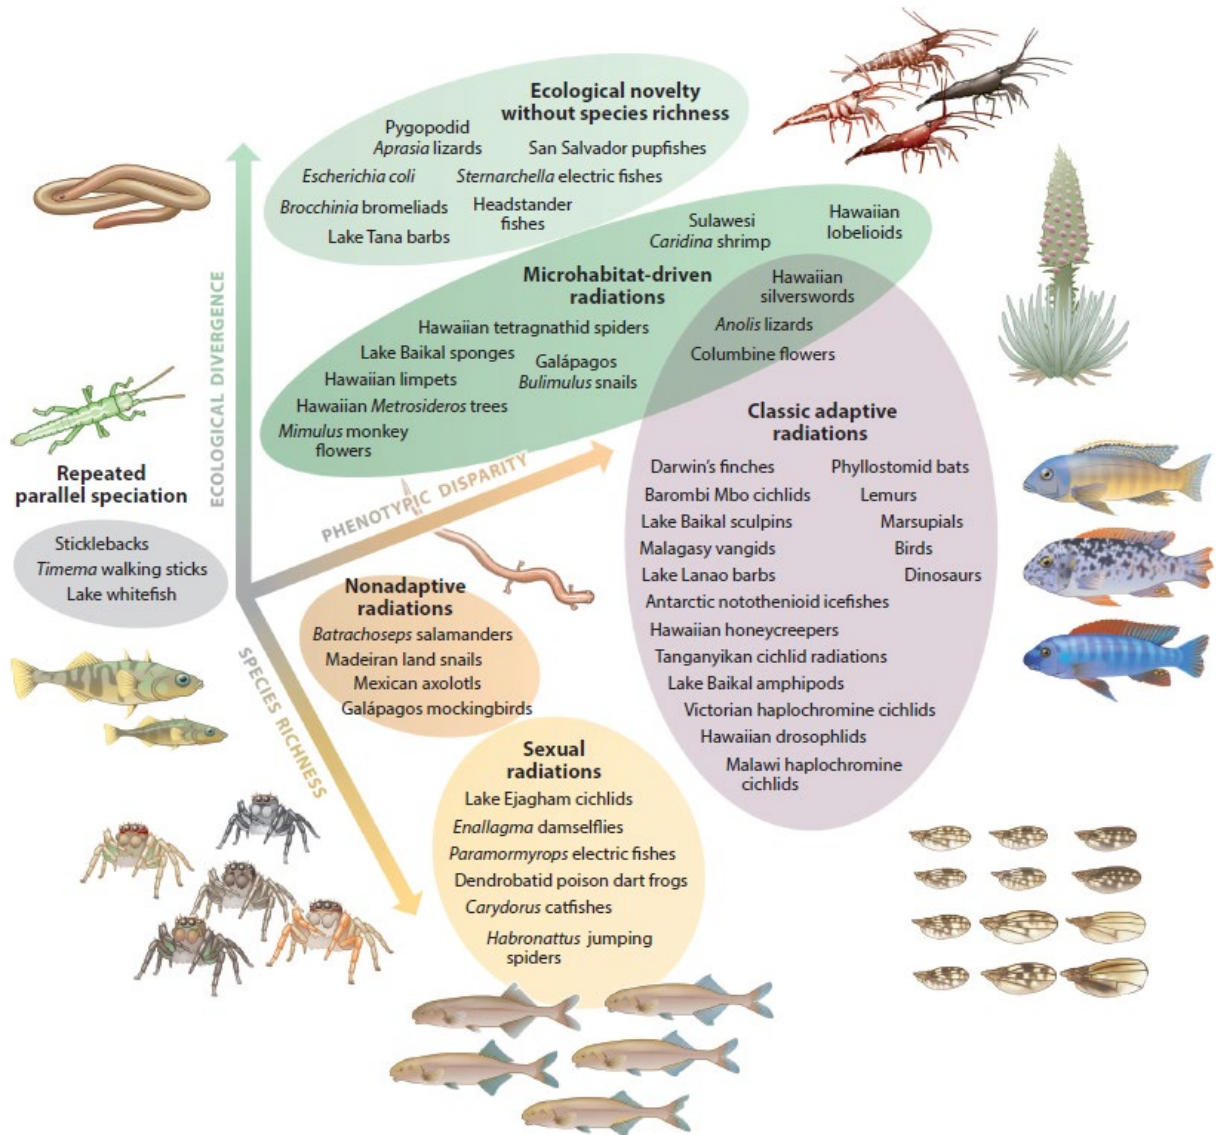 Ecological novelty
without species richness
Pygopodid
Aprasia lizards
San Salvador pupfishes
Escherichia coli
Sternarchella electric fishes
Brocchinia bromeliads
Headstander
fishes
Lake Tana barbs
ECOLOGICAL DIVERGENCE
Sulawesi
Caridina shrimp
Hawaiian
lobelioids
Microhabitat-driven
radiations
Hawaiian
silverswords
Hawaiian tetragnathid spiders
Anolis lizards
Lake Baikal sponges
Galápagos
Bulimulus snails
Columbine flowers
Hawaiian limpets
Hawaiian Metrosideros trees
Mimulus monkey
flowers
PHENOTYPIC DISPARITY
Classic adaptive
radiations
Darwin's finches
Phyllostomid bats
Barombi Mbo cichlids
Lemurs
Lake Baikal sculpins
Marsupials
Malagasy vangids
Birds
Lake Lanao barbs
Dinosaurs
Antarctic notothenioid icefishes
Hawaiian honeycreepers
Tanganyikan cichlid radiations
Lake Baikal amphipods
Victorian haplochromine cichlids
Hawaiian drosophlids
Malawi haplochromine
cichlids
Repeated
parallel speciation
Sticklebacks
Timema walking sticks
Lake whitefish
Nonadaptive
radiations
Batrachoseps salamanders
Madeiran land snails
Mexican axolotls
Galápagos mockingbirds
SPECIES RICHNESS
Sexual
radiations
Lake Ejagham cichlids
Enallagma damselflies
Paramormyrops electric fishes
Dendrobatid poison dart frogs
Carydorus catfishes
Habronattus jumping
spiders